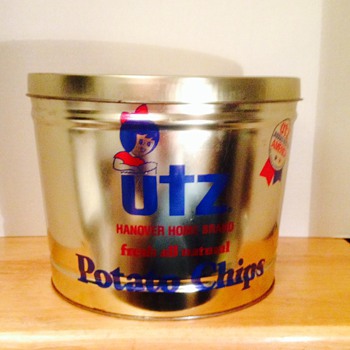 utz
HANOVER HOME BRAND
fresh all natural
Potato Chips